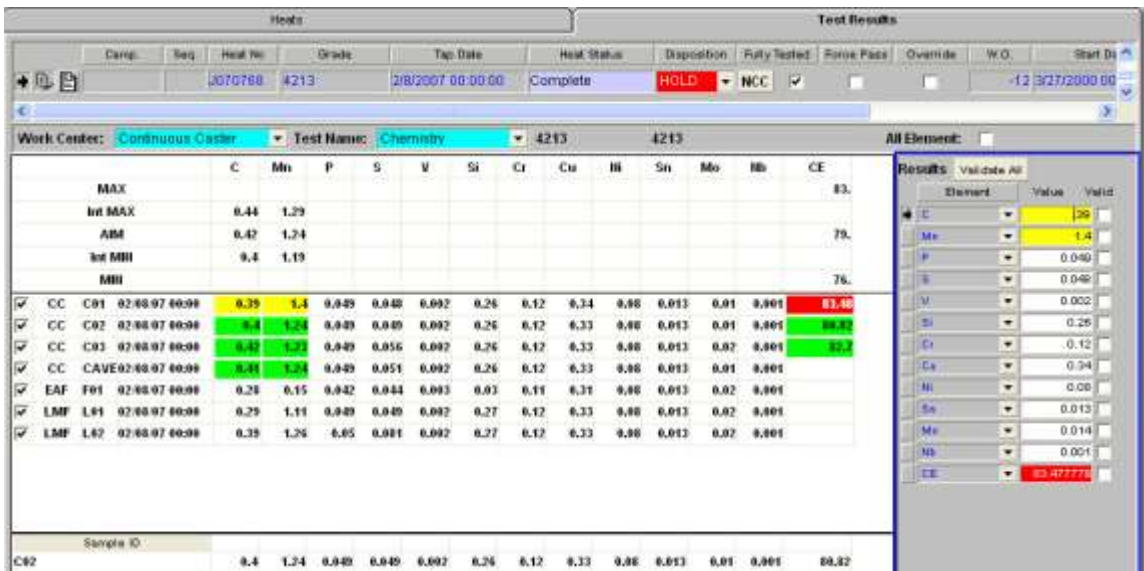 Heats Test Results
Camp. Seq Heat No Grade Tap Date Heat Status Disposition Fully Tested Force Pass Override W.O.
J070768 4213 2/8/2007 00:00:00 Complete HOLD NCC -12 3/27/2000 00
Work Center: Continuous Caster Test Name: Chemistry 4213 4213 All Element:
C Mn P S V Si Cr Cu Ni Sn Mo Nb CE
MAX 83.
Int MAX 0.44 1.29
AIM 0.42 1.24 79.
Int MIN 0.4 1.19
MIN 76.
CC C01 02/08/07 00:00 0.39 1.4 0.049 0.048 0.002 0.26 0.12 0.34 0.08 0.013 0.01 0.001 83.48
CC C02 02/08/07 00:00 0.4 1.24 0.049 0.049 0.002 0.26 0.12 0.33 0.08 0.013 0.01 0.001 80.82
CC C03 02/08/07 00:00 0.42 1.23 0.049 0.056 0.002 0.26 0.12 0.33 0.08 0.013 0.02 0.001 82.7
CC CAVE 02/08/07 00:00 0.41 1.24 0.049 0.051 0.002 0.26 0.12 0.33 0.08 0.013 0.01 0.001
EAF F01 02/08/07 00:00 0.28 0.15 0.042 0.044 0.003 0.03 0.11 0.31 0.08 0.013 0.02 0.001
LMF L01 02/08/07 00:00 0.29 1.11 0.049 0.049 0.002 0.27 0.12 0.33 0.08 0.013 0.02 0.001
LMF L02 02/08/07 00:00 0.39 1.26 0.05 0.081 0.002 0.27 0.12 0.33 0.08 0.013 0.02 0.001
Sample ID
C02 0.4 1.24 0.049 0.049 0.002 0.26 0.12 0.33 0.08 0.013 0.01 0.001 80.82
Results Validate All
Element Value Valid
C .39
Mn 1.4
P 0.049
S 0.048
V 0.002
Si 0.26
Cr 0.12
Cu 0.34
Ni 0.08
Sn 0.013
Mo 0.014
Nb 0.001
CE 83.477778